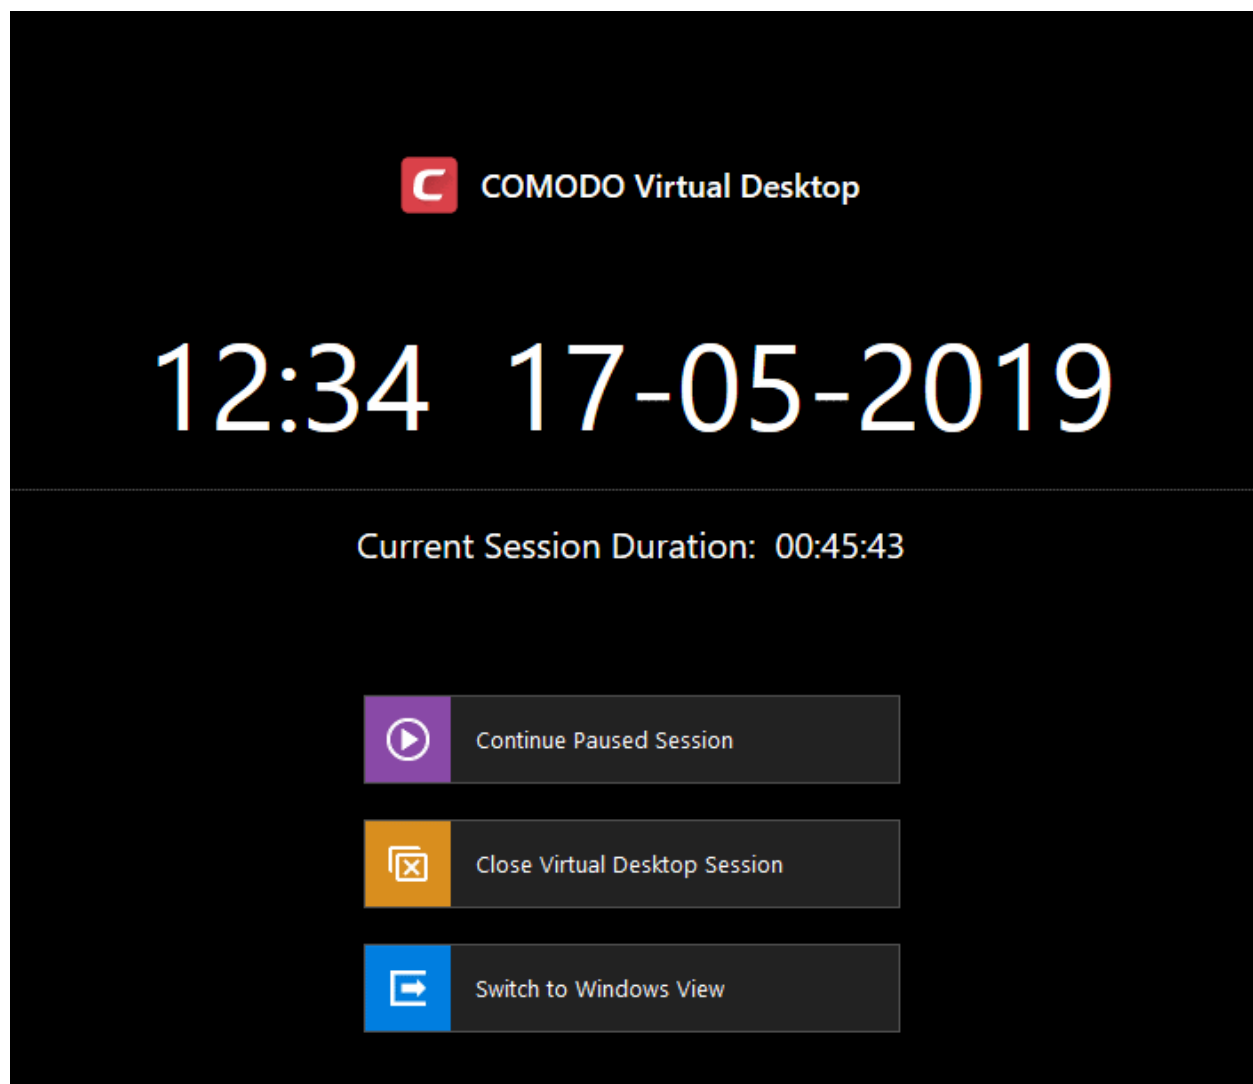 COMODO Virtual Desktop
12:34 17-05-2019
Current Session Duration: 00:45:43
Continue Paused Session
Close Virtual Desktop Session
Switch to Windows View